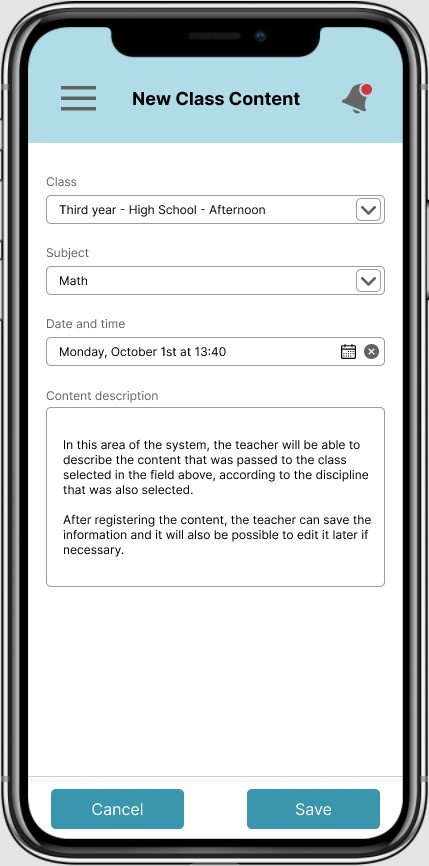 New Class Content
Class
Third year - High School - Afternoon
Subject
Math
Date and time
Monday, October 1st at 13:40
Content description
In this area of the system, the teacher will be able to
describe the content that was passed to the class
selected in the field above, according to the discipline
that was also selected.
After registering the content, the teacher can save the
information and it will also be possible to edit it later if
necessary.
Cancel
Save